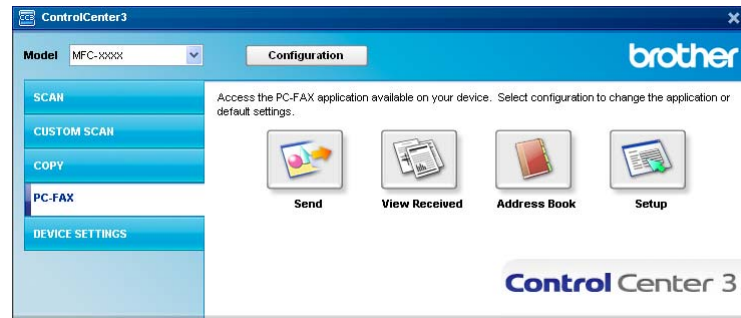 CC3 ControlCenter3
Model MFC-XXXX Configuration brother
SCAN
CUSTOM SCAN
COPY
PC-FAX
DEVICE SETTINGS
Access the PC-FAX application available on your device. Select configuration to change the application or
default settings.
Send View Received Address Book Setup
Control Center 3